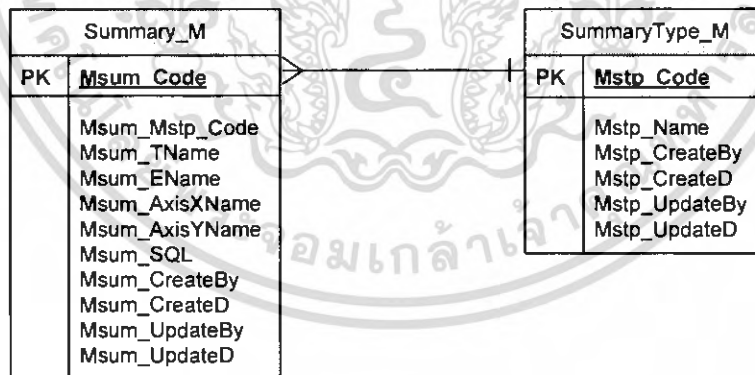 Summary_M
PK Msum_Code
Msum_Mstp_Code
Msum_TName
Msum_EName
Msum_AxisXName
Msum_AxisYName
Msum_SQL
Msum_CreateBy
Msum_CreateD
Msum_UpdateBy
Msum_UpdateD
SummaryType_M
PK Mstp_Code
Mstp_Name
Mstp_CreateBy
Mstp_CreateD
Mstp_UpdateBy
Mstp_UpdateD